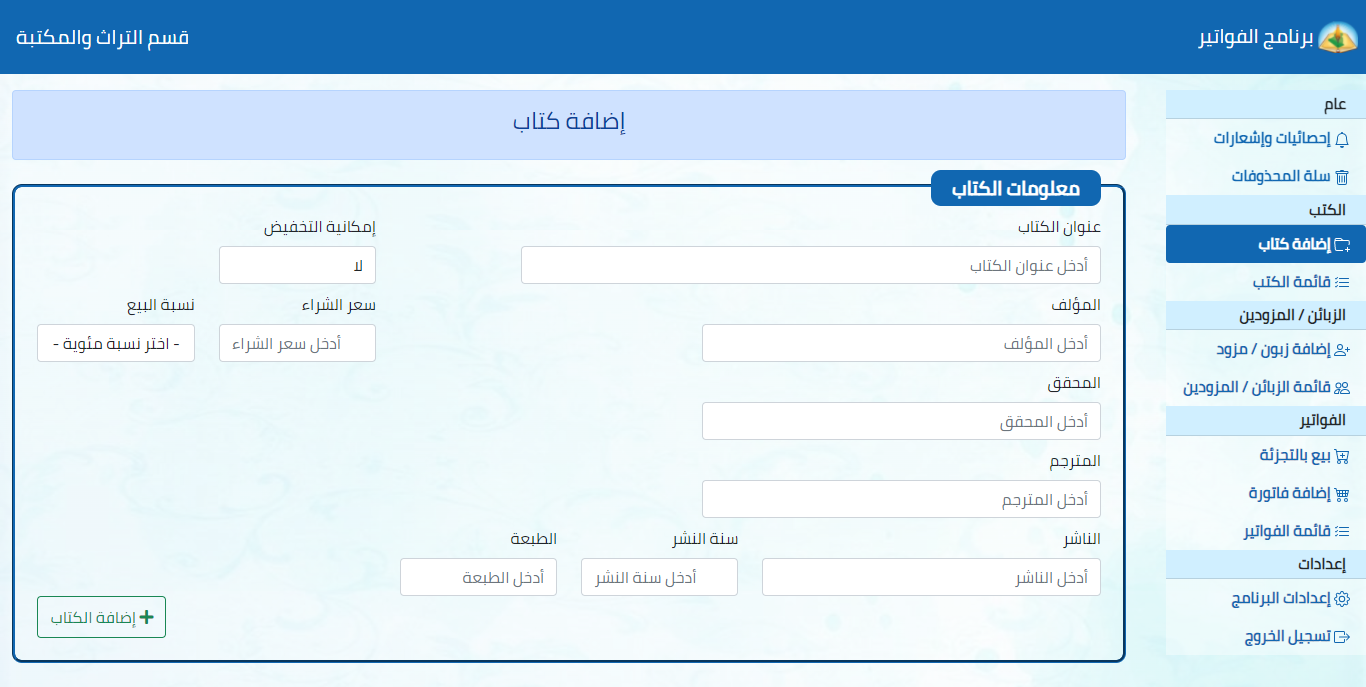 برنامج الفواتير
قسم التراث والمكتبة
عام
إحصائيات وإشعارات
سلة المحذوفات
الكتب
إضافة كتاب
قائمة الكتب
الزبائن / المزودين
إضافة زبون / مزود
قائمة الزبائن / المزودين
الفواتير
بيع بالتجزئة
إضافة فاتورة
قائمة الفواتير
إعدادات
إعدادات البرنامج
تسجيل الخروج
إضافة كتاب
معلومات الكتاب
عنوان الكتاب
أدخل عنوان الكتاب
إمكانية التخفيض
لا
المؤلف
أدخل المؤلف
سعر الشراء
أدخل سعر الشراء
نسبة البيع
- اختر نسبة مئوية -
المحقق
أدخل المحقق
المترجم
أدخل المترجم
الناشر
أدخل الناشر
سنة النشر
أدخل سنة النشر
الطبعة
أدخل الطبعة
إضافة الكتاب